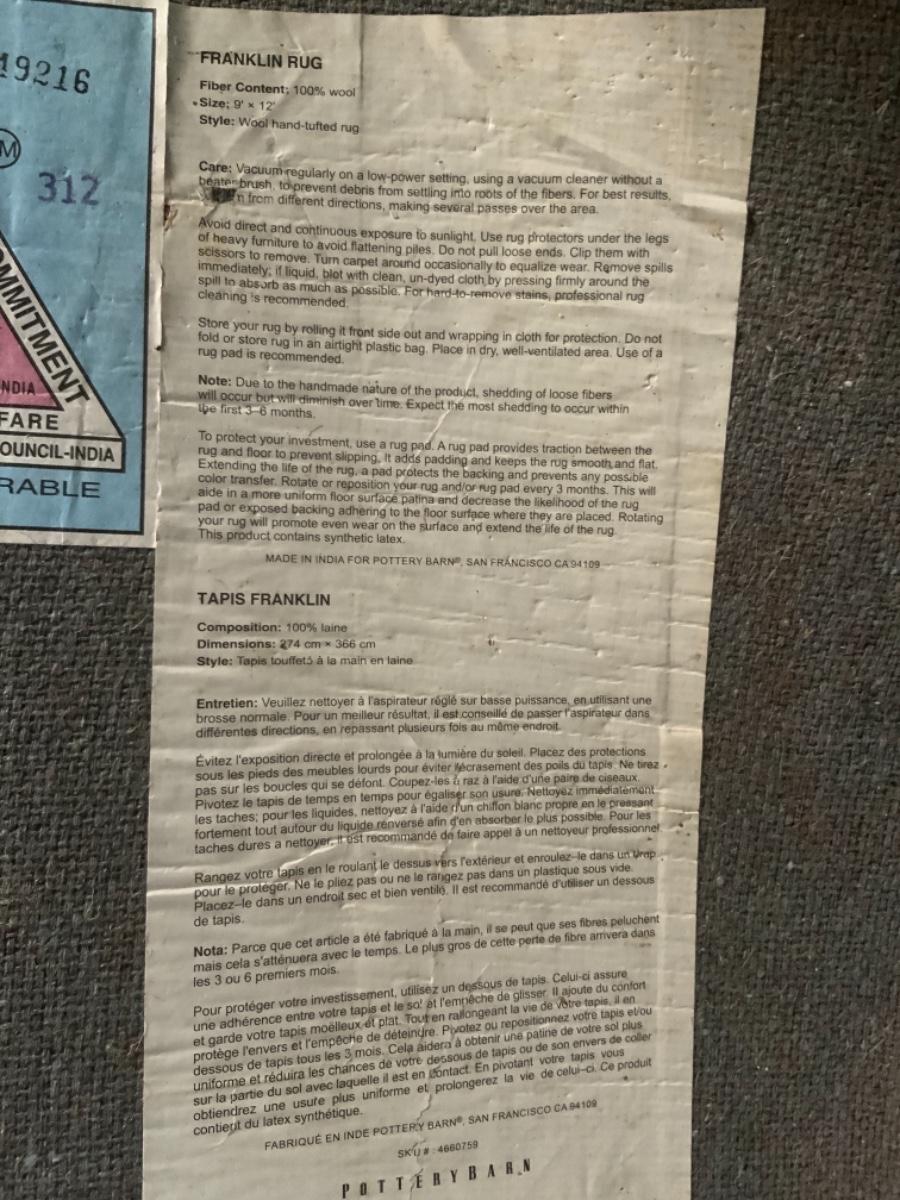 19216
M
312
OMMITMENT
NDIA
FARE
OUNCIL-INDIA
RABLE
FRANKLIN RUG
Fiber Content: 100% wool
Size: 9' × 12'
Style: Wool hand-tufted rug
Care: Vacuum regularly on a low-power setting, using a vacuum cleaner without a
beater brush, to prevent debris from settling into roots of the fibers. For best results,
from different directions, making several passes over the area.
Avoid direct and continuous exposure to sunlight. Use rug protectors under the legs
of heavy furniture to avoid flattening piles. Do not pull loose ends. Clip them with
scissors to remove. Turn carpet around occasionally to equalize wear. Remove spills
immediately; if liquid, blot with clean, un-dyed cloth by pressing firmly around the
spill to absorb as much as possible. For hard-to-remove stains, professional rug
cleaning is recommended.
Store your rug by rolling it front side out and wrapping in cloth for protection. Do not
fold or store rug in an airtight plastic bag. Place in dry, well-ventilated area. Use of a
rug pad is recommended.
Note: Due to the handmade nature of the product, shedding of loose fibers
will occur but will diminish over time. Expect the most shedding to occur within
the first 3-6 months.
To protect your investment, use a rug pad. A rug pad provides traction between the
rug and floor to prevent slipping. It adds padding and keeps the rug smooth and flat.
Extending the life of the rug, a pad protects the backing and prevents any possible
color transfer. Rotate or reposition your rug and/or rug pad every 3 months. This will
aide in a more uniform floor surface patina and decrease the likelihood of the rug
pad or exposed backing adhering to the floor surface where they are placed. Rotating
your rug will promote even wear on the surface and extend the life of the rug.
This product contains synthetic latex.
MADE IN INDIA FOR POTTERY BARN®, SAN FRANCISCO CA 94109
TAPIS FRANKLIN
Composition: 100% laine
Dimensions: 274 cm × 366 cm
Style: Tapis touffeté à la main en laine
Entretien: Veuillez nettoyer à l'aspirateur réglé sur basse puissance, en utilisant une
brosse normale. Pour un meilleur résultat, il est conseillé de passer l'aspirateur dans
différentes directions, en repassant plusieurs fois au même endroit.
Évitez l'exposition directe et prolongée à la lumière du soleil. Placez des protections
sous les pieds des meubles lourds pour éviter l'écrasement des poils du tapis. Ne tirez
pas sur les boucles qui se défont. Coupez-les à raz à l'aide d'une paire de ciseaux.
Pivotez le tapis de temps en temps pour égaliser son usure. Nettoyez immédiatement
les taches; pour les liquides, nettoyez à l'aide d'un chiffon blanc propre en le pressant
fortement tout autour du liquide renversé afin d'en absorber le plus possible. Pour les
taches dures a nettoyer, il est recommandé de faire appel à un nettoyeur professionnel.
Rangez votre tapis en le roulant le dessus vers l'extérieur et enroulez-le dans un drap
pour le protéger. Ne le pliez pas ou ne le rangez pas dans un plastique sous vide.
Placez-le dans un endroit sec et bien ventilé. Il est recommandé d'utiliser un dessous
de tapis.
Nota: Parce que cet article a été fabriqué à la main, il se peut que ses fibres peluchent
mais cela s'atténuera avec le temps. Le plus gros de cette perte de fibre arrivera dans
les 3 ou 6 premiers mois.
Pour protéger votre investissement, utilisez un dessous de tapis. Celui-ci assure
une adhérence entre votre tapis et le sol et l'empêche de glisser. Il ajoute du confort
et garde votre tapis moëlleux et plat. Tout en rallongeant la vie de votre tapis, il en
protège l'envers et l'empêche de déteindre. Pivotez ou repositionnez votre tapis et/ou
dessous de tapis tous les 3 mois. Cela aidera à obtenir une patine de votre sol plus
uniforme et réduira les chances de votre dessous de tapis ou de son envers de coller
sur la partie du sol avec laquelle il est en contact. En pivotant votre tapis vous
obtiendrez une usure plus uniforme et prolongerez la vie de celui-ci. Ce produit
contient du latex synthétique.
FABRIQUÉ EN INDE POTTERY BARN®, SAN FRANCISCO CA 94109
SKU # : 4660759
POTTERY BARN